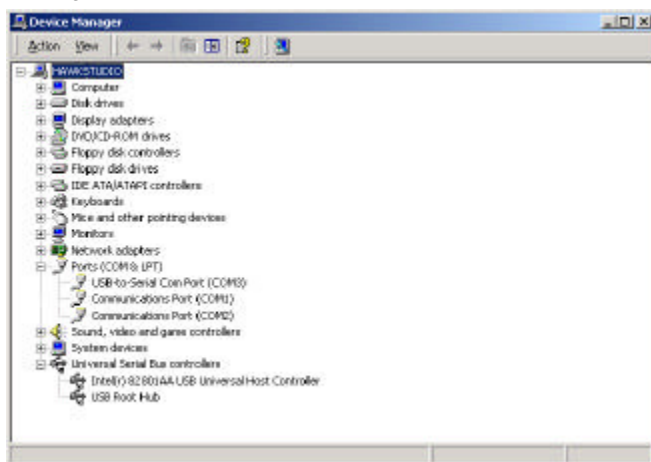 Device Manager
Action View
HAWKSTUDIO
Computer
Disk drives
Display adapters
DVD/CD-ROM drives
Floppy disk controllers
Floppy disk drives
IDE ATA/ATAPI controllers
Keyboards
Mice and other pointing devices
Monitors
Network adapters
Ports (COM & LPT)
USB-to-Serial Com Port (COM3)
Communications Port (COM1)
Communications Port (COM2)
Sound, video and game controllers
System devices
Universal Serial Bus controllers
Intel(r) 82801AA USB Universal Host Controller
USB Root Hub